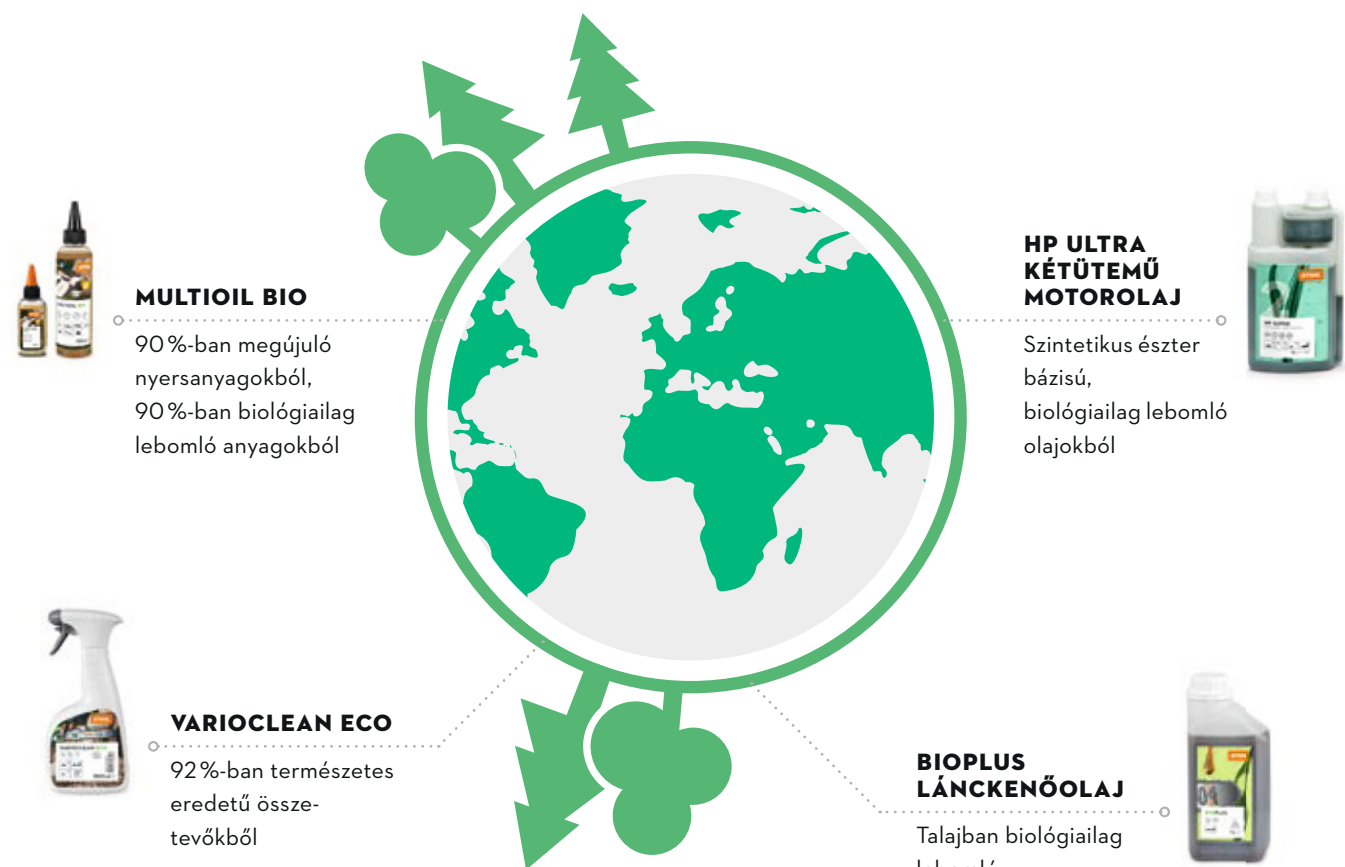 MULTIOIL BIO
90 %-ban megújuló
nyersanyagokból,
90 %-ban biológiailag
lebomló anyagokból
HP ULTRA
KÉTÜTEMŰ
MOTOROLAJ
Szintetikus észter
bázisú,
biológiailag lebomló
olajokból
VARIOCLEAN ECO
92 %-ban természetes
eredetű össze-
tevőkből
BIOPLUS
LÁNCKENŐOLAJ
Talajban biológiailag